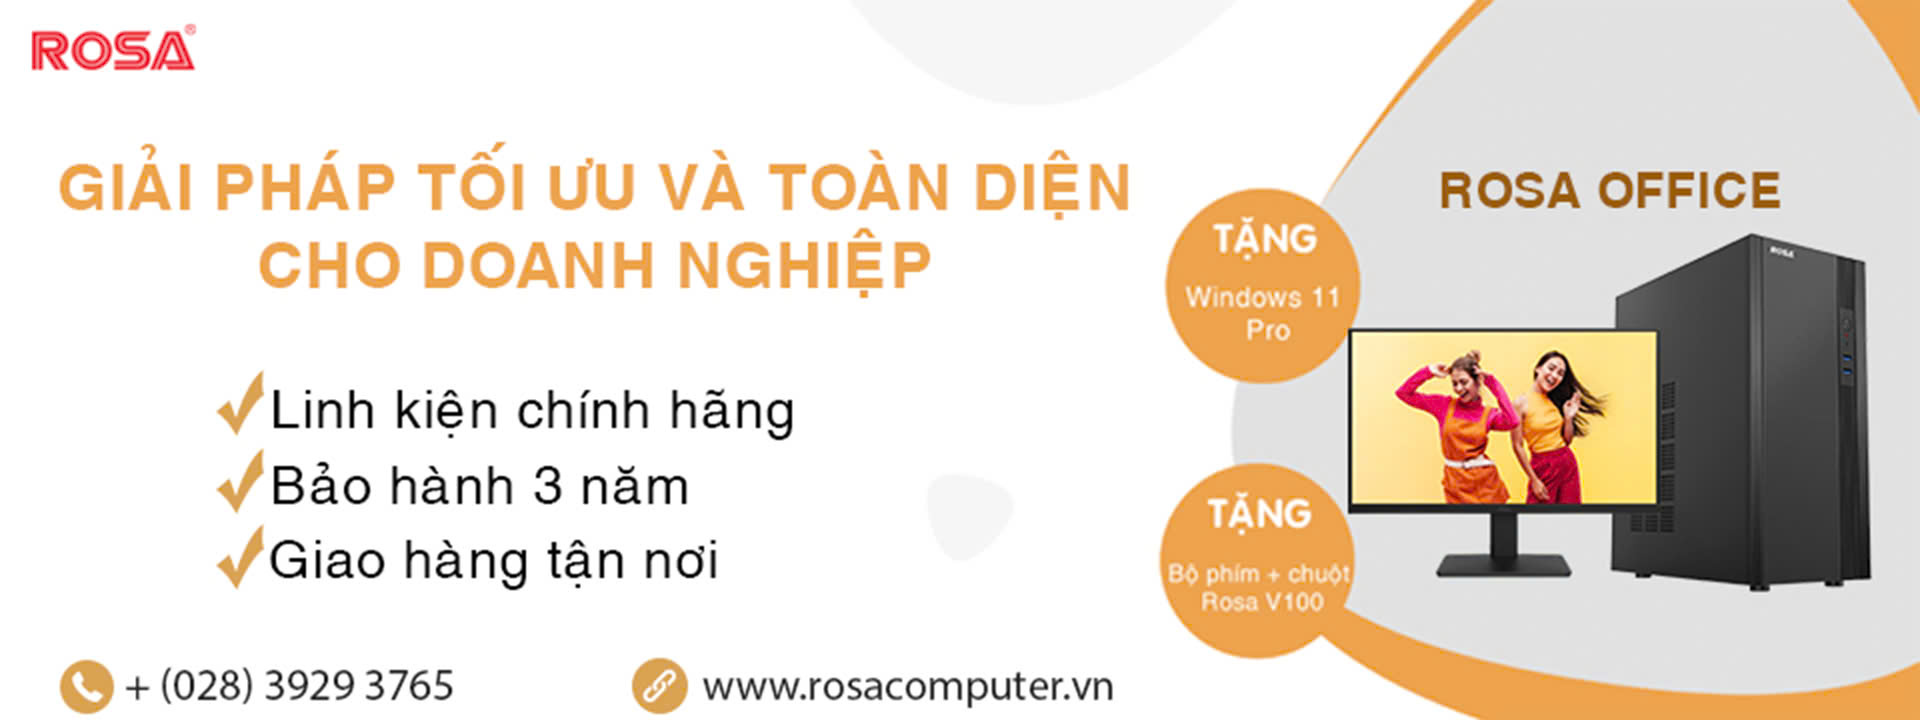 ROSA®
GIẢI PHÁP TỐI ƯU VÀ TOÀN DIỆN
CHO DOANH NGHIỆP
Linh kiện chính hãng
Bảo hành 3 năm
Giao hàng tận nơi
+ (028) 3929 3765
www.rosacomputer.vn
TẶNG
Windows 11
Pro
TẶNG
Bộ phím + chuột
Rosa V100
ROSA OFFICE
ROSA